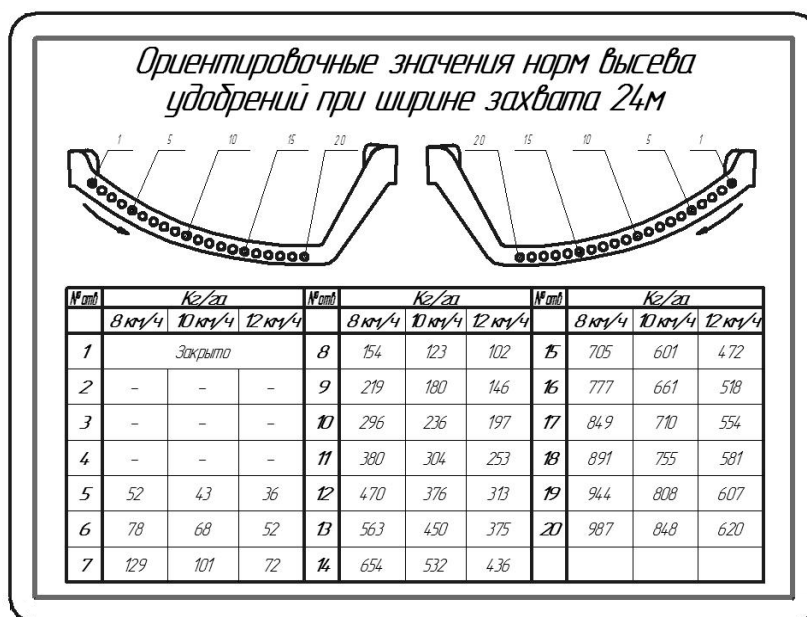 Ориентировочные значения норм высева
удобрений при ширине захвата 24м
1 5 10 15 20 20 15 10 5 1
№ отв Кг/га № отв Кг/га № отв Кг/га
8 км/ч 10 км/ч 12 км/ч 8 км/ч 10 км/ч 12 км/ч 8 км/ч 10 км/ч 12 км/ч
1 Закрыто 8 154 123 102 15 705 601 472
2 – – – 9 219 180 146 16 777 661 518
3 – – – 10 296 236 197 17 849 710 554
4 – – – 11 380 304 253 18 891 755 581
5 52 43 36 12 470 376 313 19 944 808 607
6 78 68 52 13 563 450 375 20 987 848 620
7 129 101 72 14 654 532 436